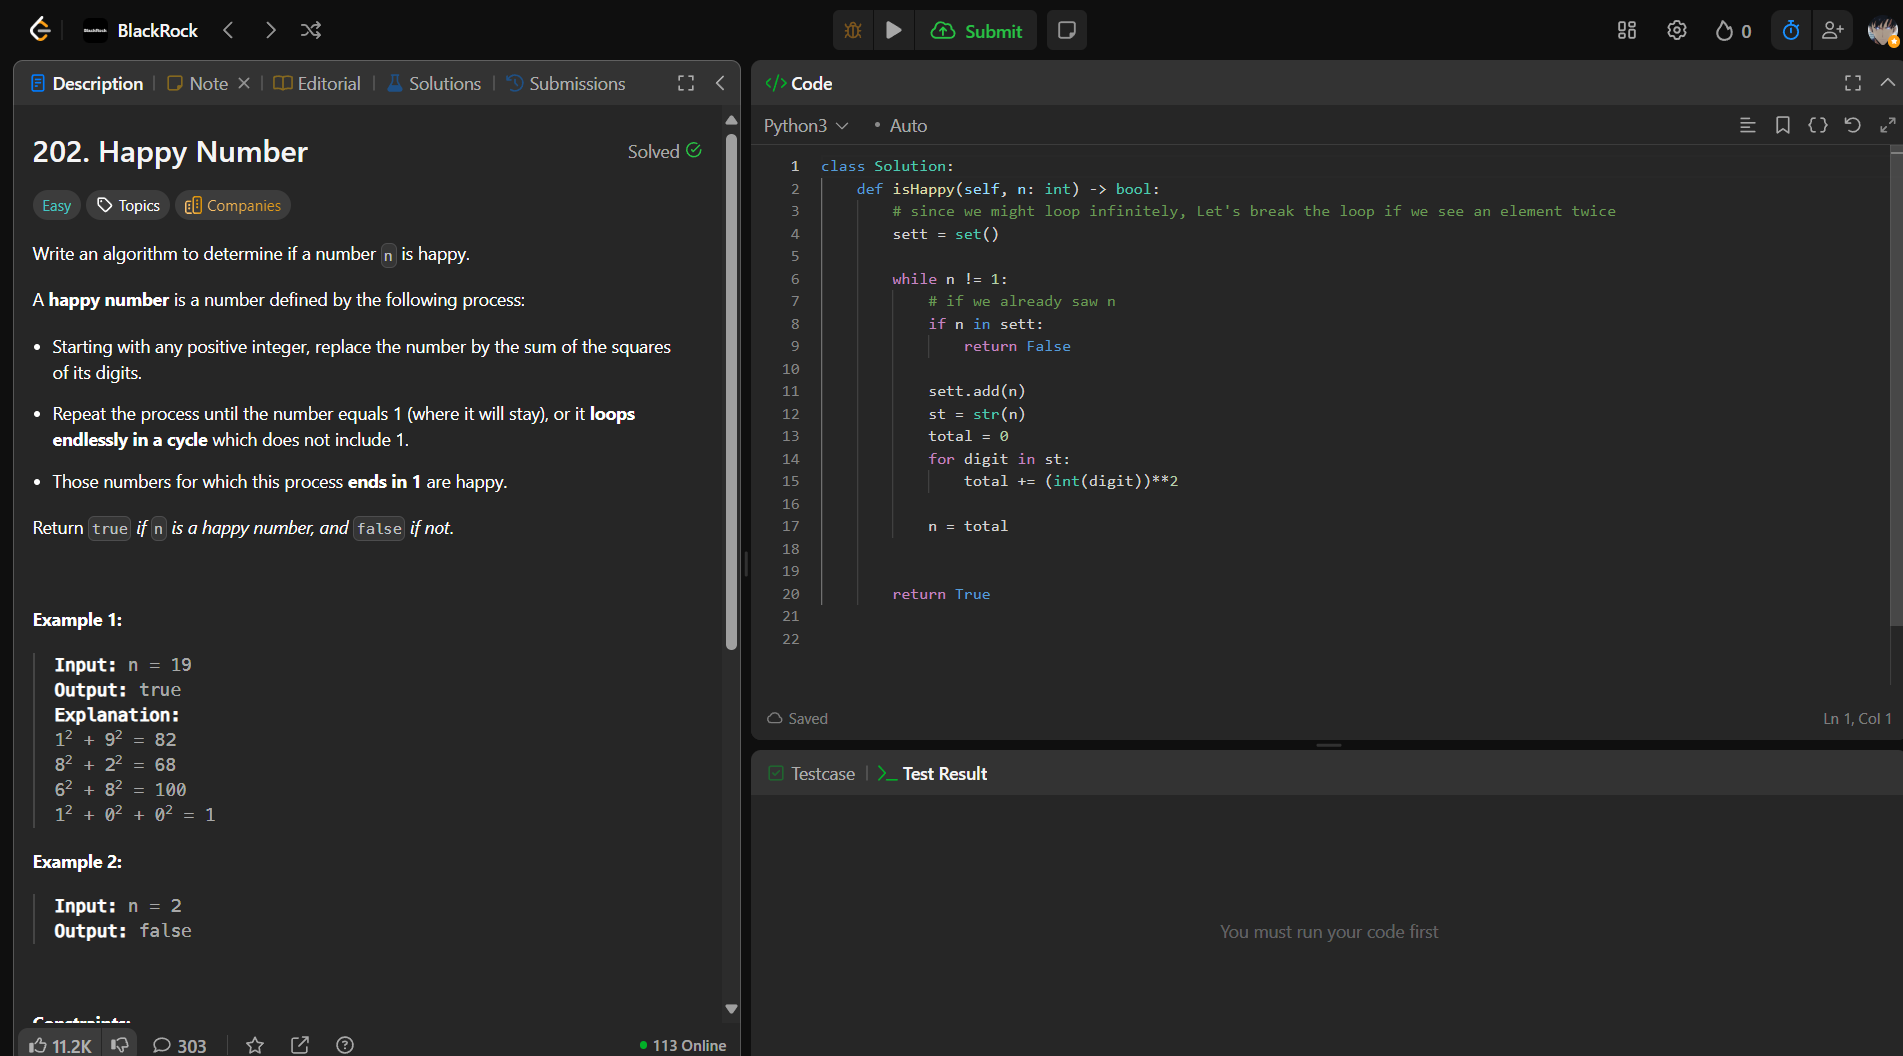 BlackRock
Submit
0
Description
Note
Editorial
Solutions
Submissions
202. Happy Number
Solved
Easy
Topics
Companies
Write an algorithm to determine if a number n is happy.
A happy number is a number defined by the following process:
• Starting with any positive integer, replace the number by the sum of the squares
of its digits.
• Repeat the process until the number equals 1 (where it will stay), or it loops
endlessly in a cycle which does not include 1.
• Those numbers for which this process ends in 1 are happy.
Return true if n is a happy number, and false if not.
Example 1:
Input: n = 19
Output: true
Explanation:
1² + 9² = 82
8² + 2² = 68
6² + 8² = 100
1² + 0² + 0² = 1
Example 2:
Input: n = 2
Output: false
Constraints:
11.2K
303
113 Online
</> Code
Python3
• Auto
1 class Solution:
2     def isHappy(self, n: int) -> bool:
3         # since we might loop infinitely, Let's break the loop if we see an element twice
4         sett = set()
5
6         while n != 1:
7             # if we already saw n
8             if n in sett:
9                 return False
10
11             sett.add(n)
12             st = str(n)
13             total = 0
14             for digit in st:
15                 total += (int(digit))**2
16
17             n = total
18
19
20         return True
21
22
Saved
Ln 1, Col 1
Testcase
Test Result
You must run your code first